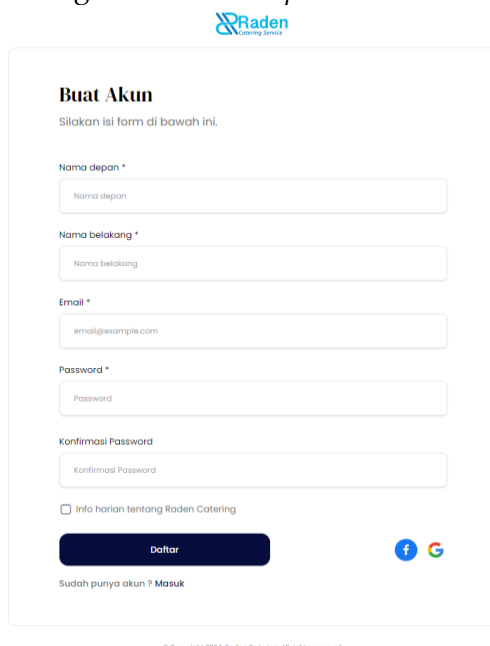 Raden
Catering Service
Buat Akun
Silakan isi form di bawah ini.
Nama depan *
Nama depan
Nama belakang *
Nama belakang
Email *
email@example.com
Password *
Password
Konfirmasi Password
Konfirmasi Password
Info harian tentang Raden Catering
Daftar
Sudah punya akun ? Masuk